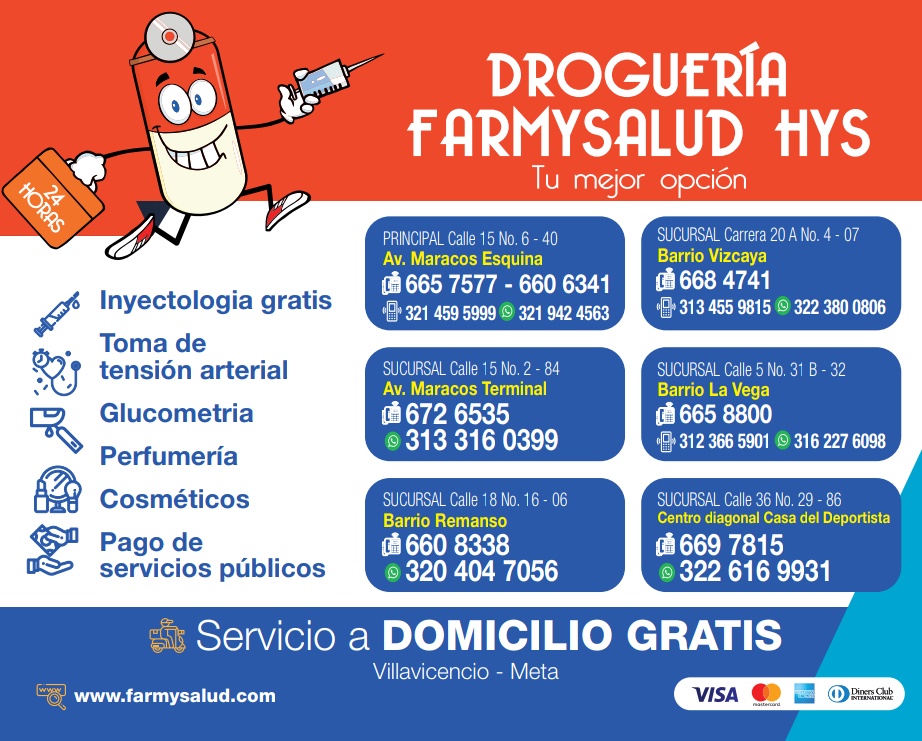 DROGUERÍA
FARMYSALUD HYS
Tu mejor opción
24
HORAS
Inyectologia gratis
Toma de
tensión arterial
Glucometria
Perfumería
Cosméticos
Pago de
servicios públicos
PRINCIPAL Calle 15 No. 6 - 40
Av. Maracos Esquina
665 7577 - 660 6341
321 459 5999 321 942 4563
SUCURSAL Carrera 20 A No. 4 - 07
Barrio Vizcaya
668 4741
313 455 9815 322 380 0806
SUCURSAL Calle 15 No. 2 - 84
Av. Maracos Terminal
672 6535
313 316 0399
SUCURSAL Calle 5 No. 31 B - 32
Barrio La Vega
665 8800
312 366 5901 316 227 6098
SUCURSAL Calle 18 No. 16 - 06
Barrio Remanso
660 8338
320 404 7056
SUCURSAL Calle 36 No. 29 - 86
Centro diagonal Casa del Deportista
669 7815
322 616 9931
Servicio a DOMICILIO GRATIS
Villavicencio - Meta
www
www.farmysalud.com
VISA
mastercard
Diners Club
INTERNATIONAL